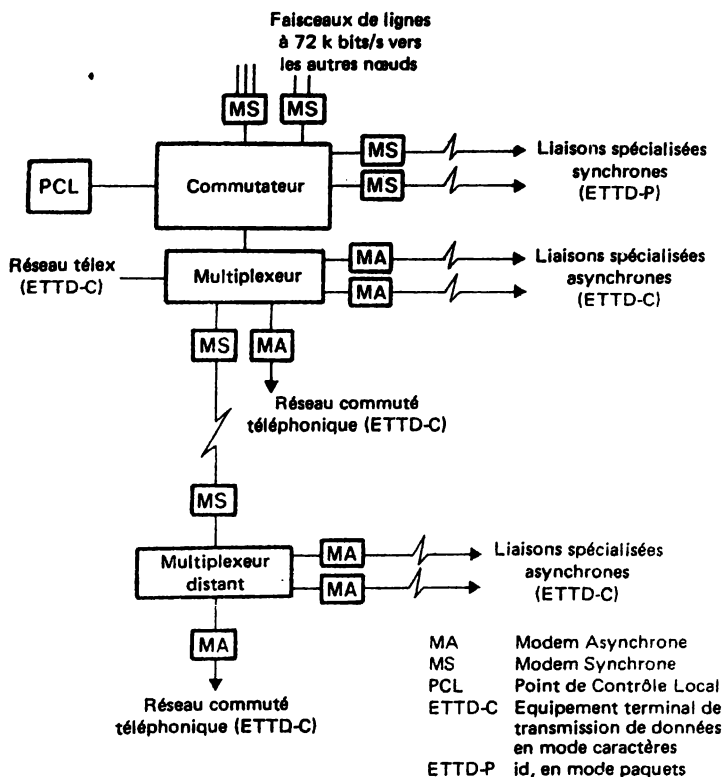 Faisceaux de lignes
à 72 k bits/s vers
les autres nœuds
MS
MS
PCL
Commutateur
MS
MS
Liaisons spécialisées
synchrones
(ETTD-P)
Réseau télex
(ETTD-C)
Multiplexeur
MA
MA
Liaisons spécialisées
asynchrones
(ETTD-C)
MS
MA
Réseau commuté
téléphonique (ETTD-C)
MS
Multiplexeur
distant
MA
MA
Liaisons spécialisées
asynchrones
(ETTD-C)
MA
Réseau commuté
téléphonique (ETTD-C)
MA Modem Asynchrone
MS Modem Synchrone
PCL Point de Contrôle Local
ETTD-C Equipement terminal de
transmission de données
en mode caractères
ETTD-P id, en mode paquets